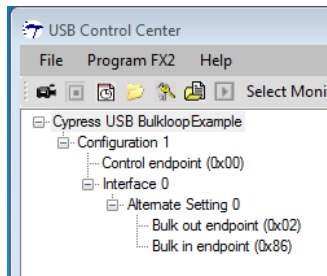 USB Control Center
File Program FX2 Help
Select Moni
Cypress USB BulkloopExample
Configuration 1
Control endpoint (0x00)
Interface 0
Alternate Setting 0
Bulk out endpoint (0x02)
Bulk in endpoint (0x86)